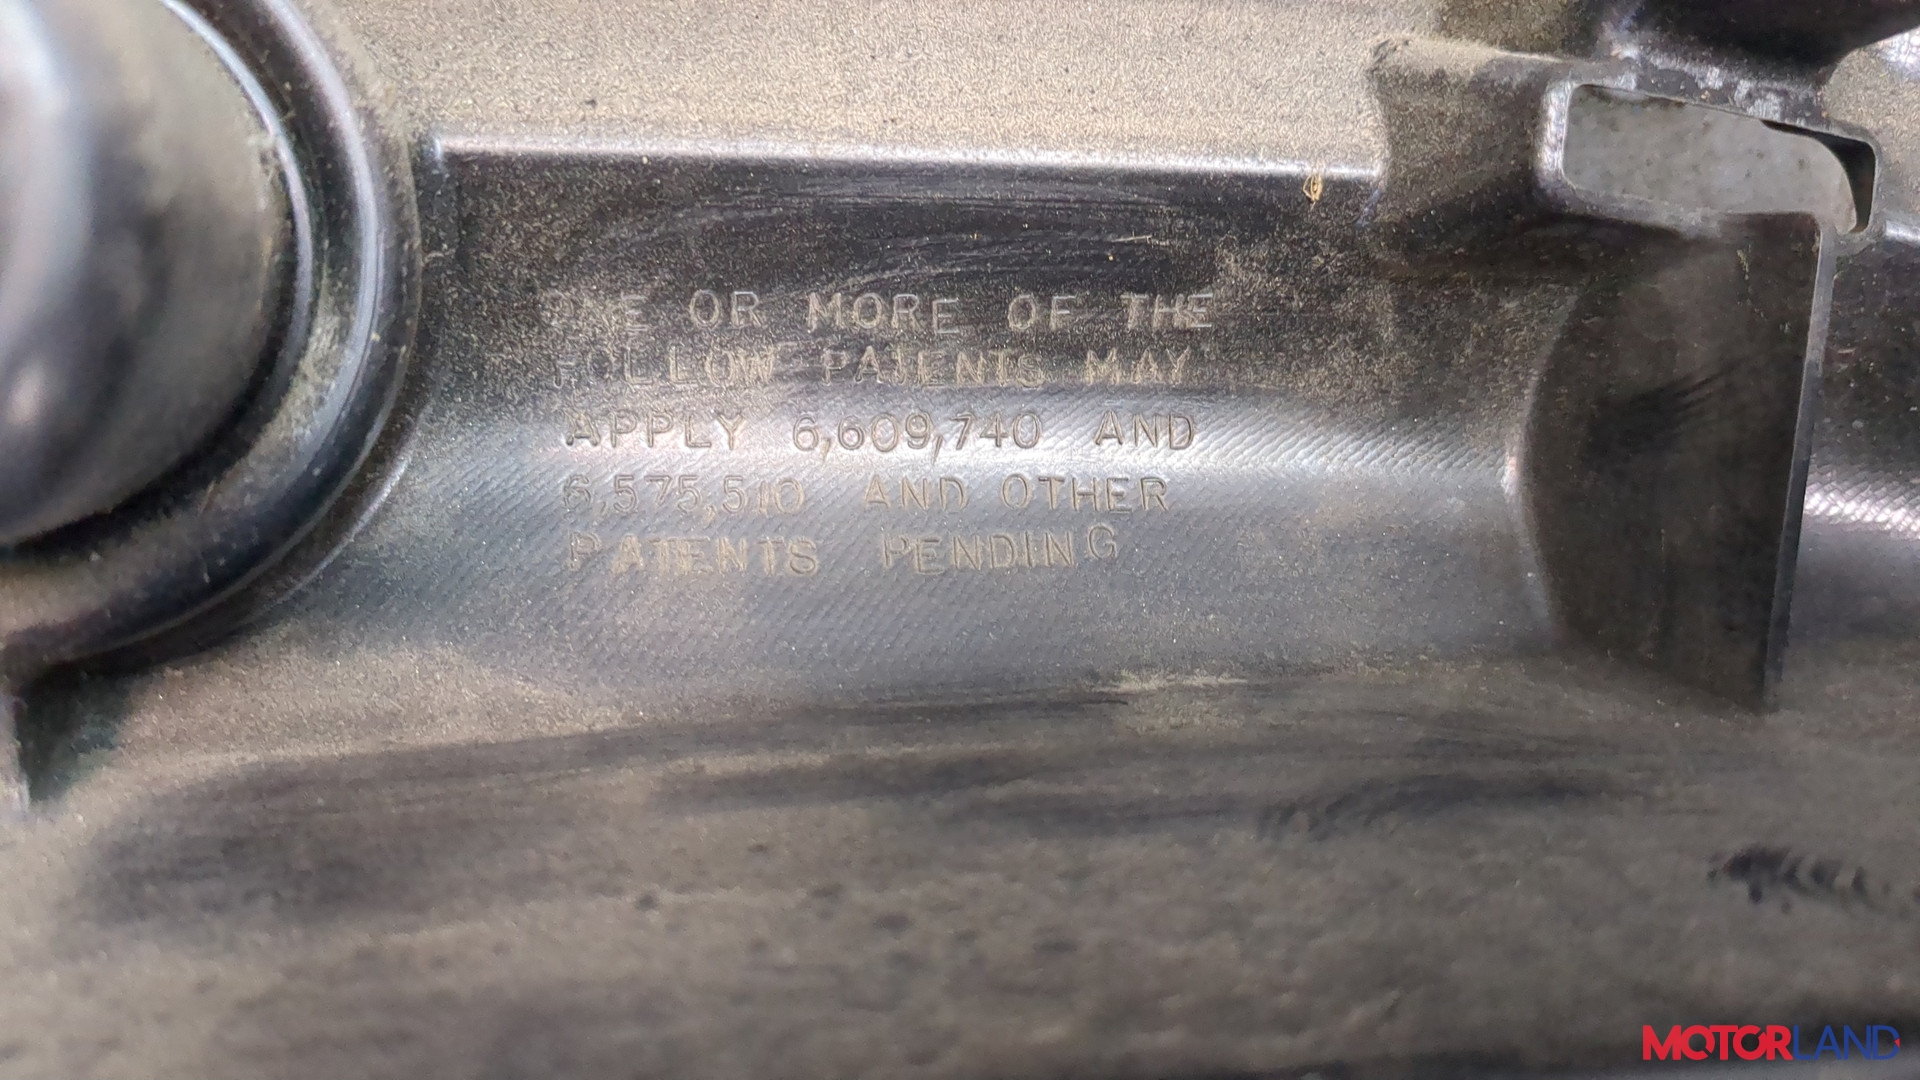 ONE OR MORE OF THE
FOLLOW PATENTS MAY
APPLY 6,609,740 AND
6,575,510 AND OTHER
PATENTS PENDING
MOTORLAND